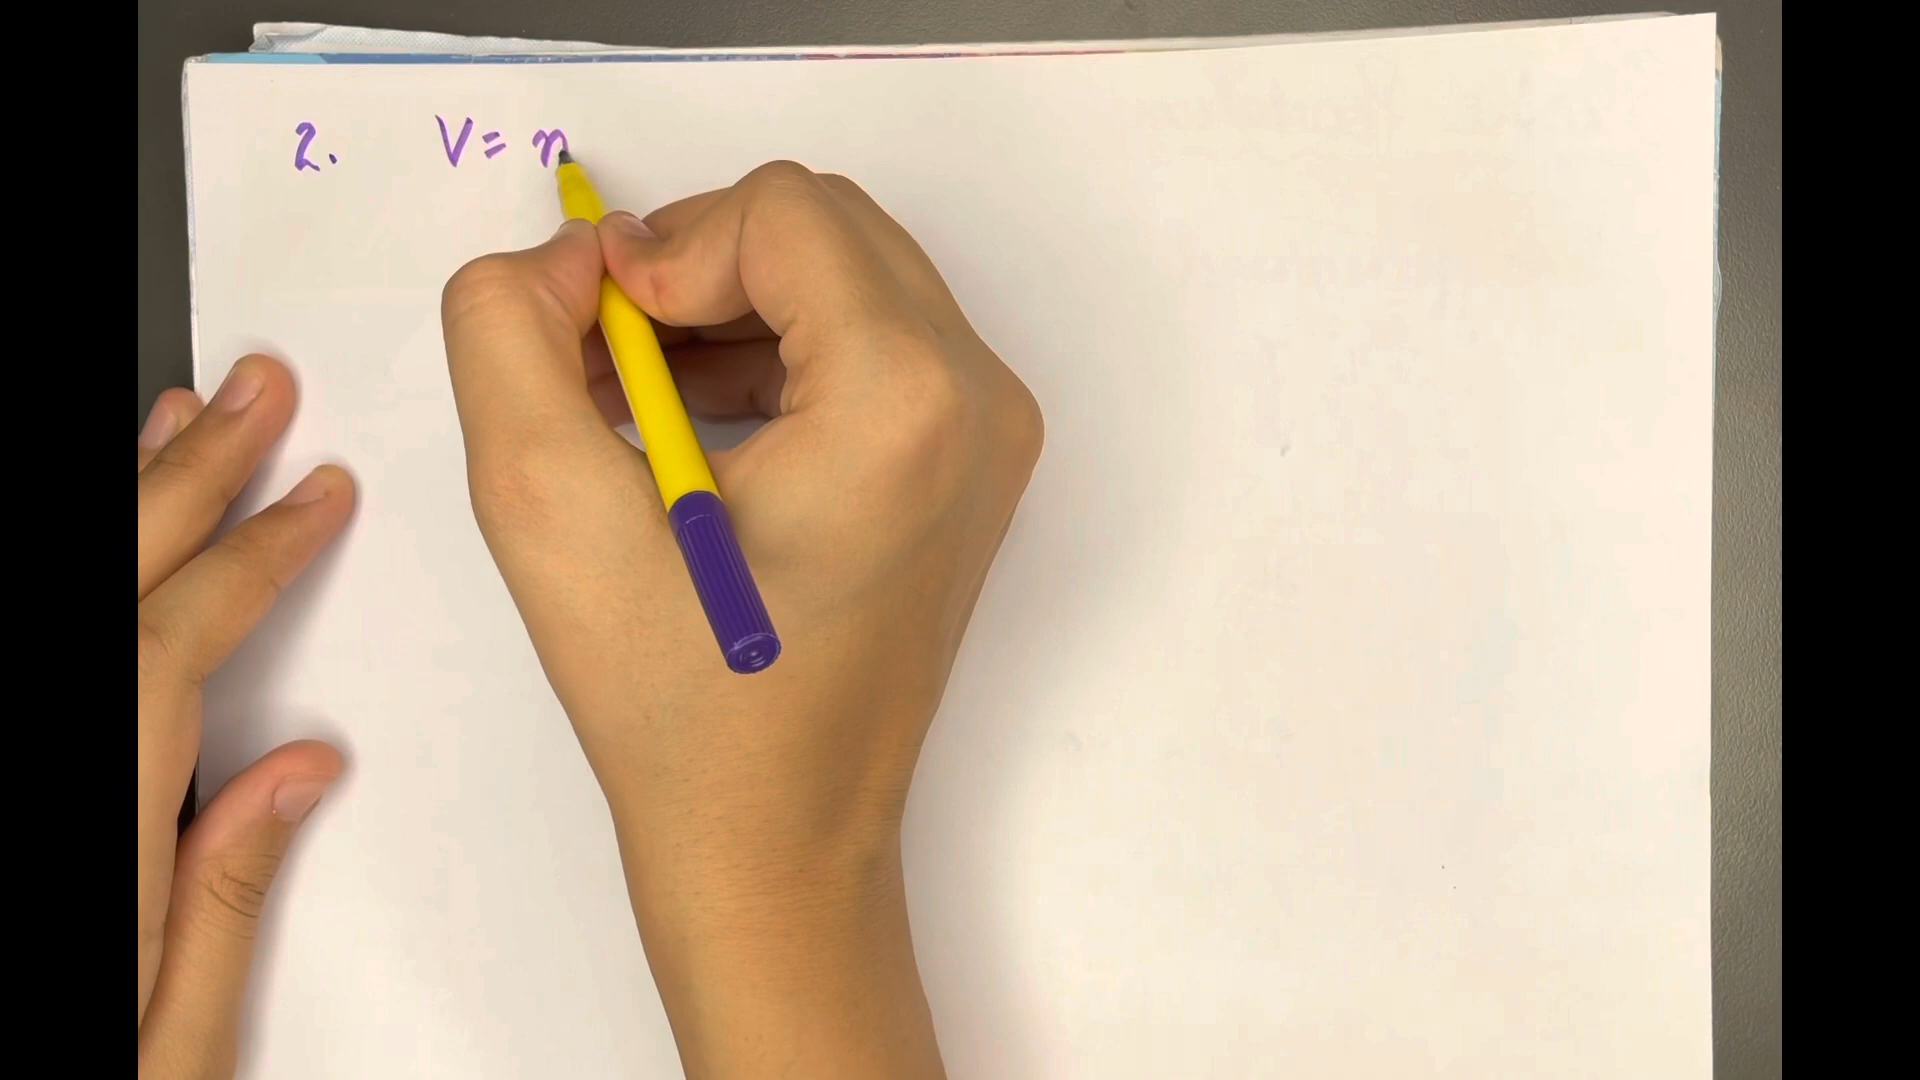 2. V = n